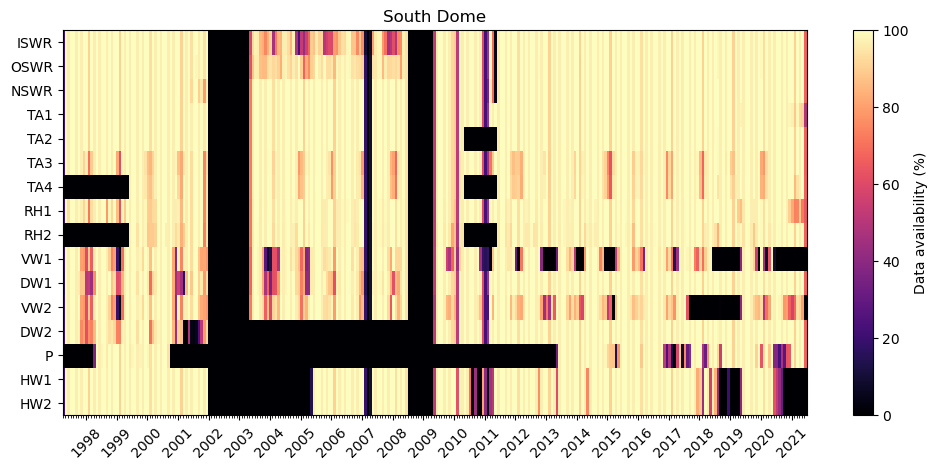 South Dome
ISWR
OSWR
NSWR
TA1
TA2
TA3
TA4
RH1
RH2
VW1
DW1
VW2
DW2
P
HW1
HW2
1998 1999 2000 2001 2002 2003 2004 2005 2006 2007 2008 2009 2010 2011 2012 2013 2014 2015 2016 2017 2018 2019 2020 2021
100
80
60
40
20
0
Data availability (%)